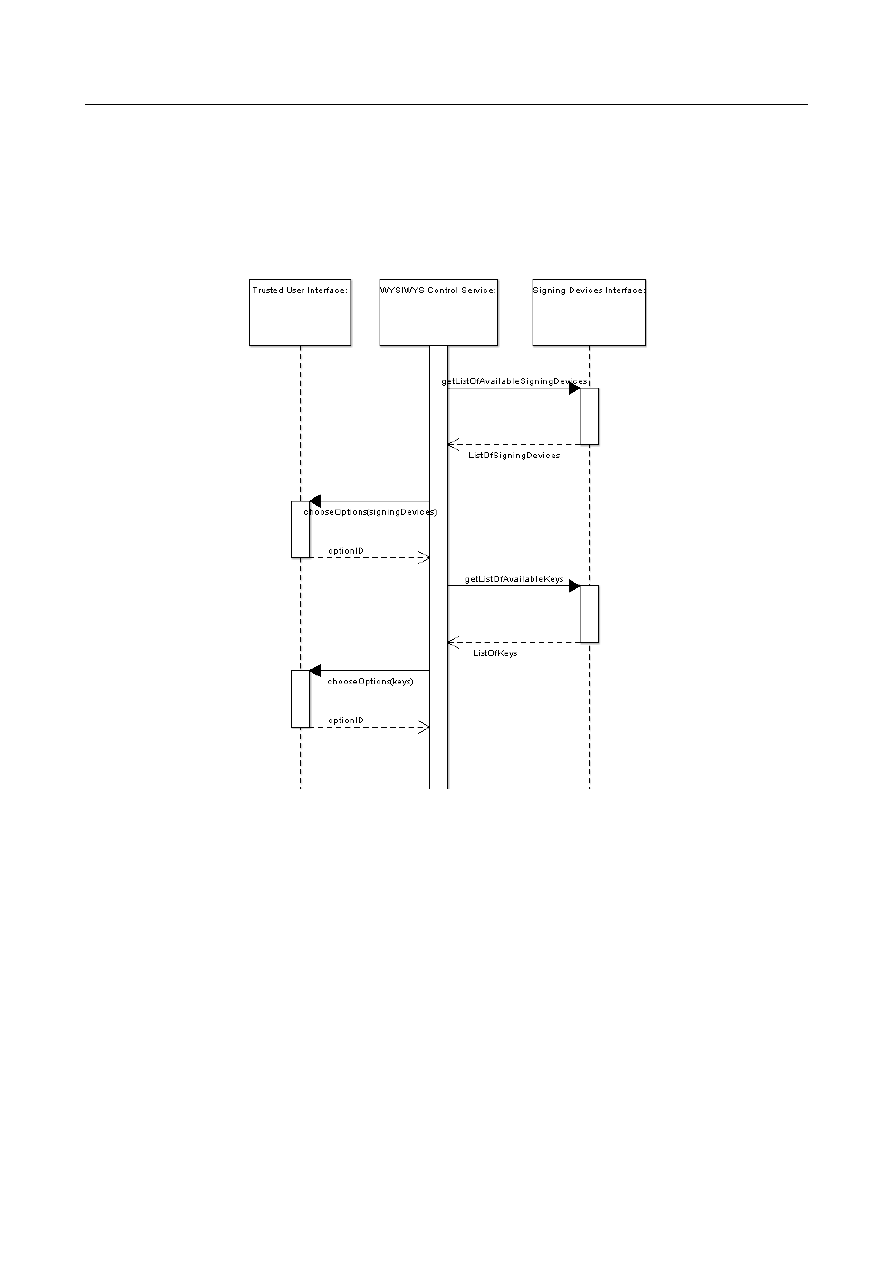 Trusted User Interface:
WYSIWYS Control Service:
Signing Devices Interface:
getListOfAvailableSigningDevices
ListOfSigningDevices
chooseOptions(signingDevices)
optionID
getListOfAvailableKeys
ListOfKeys
chooseOptions(keys)
optionID